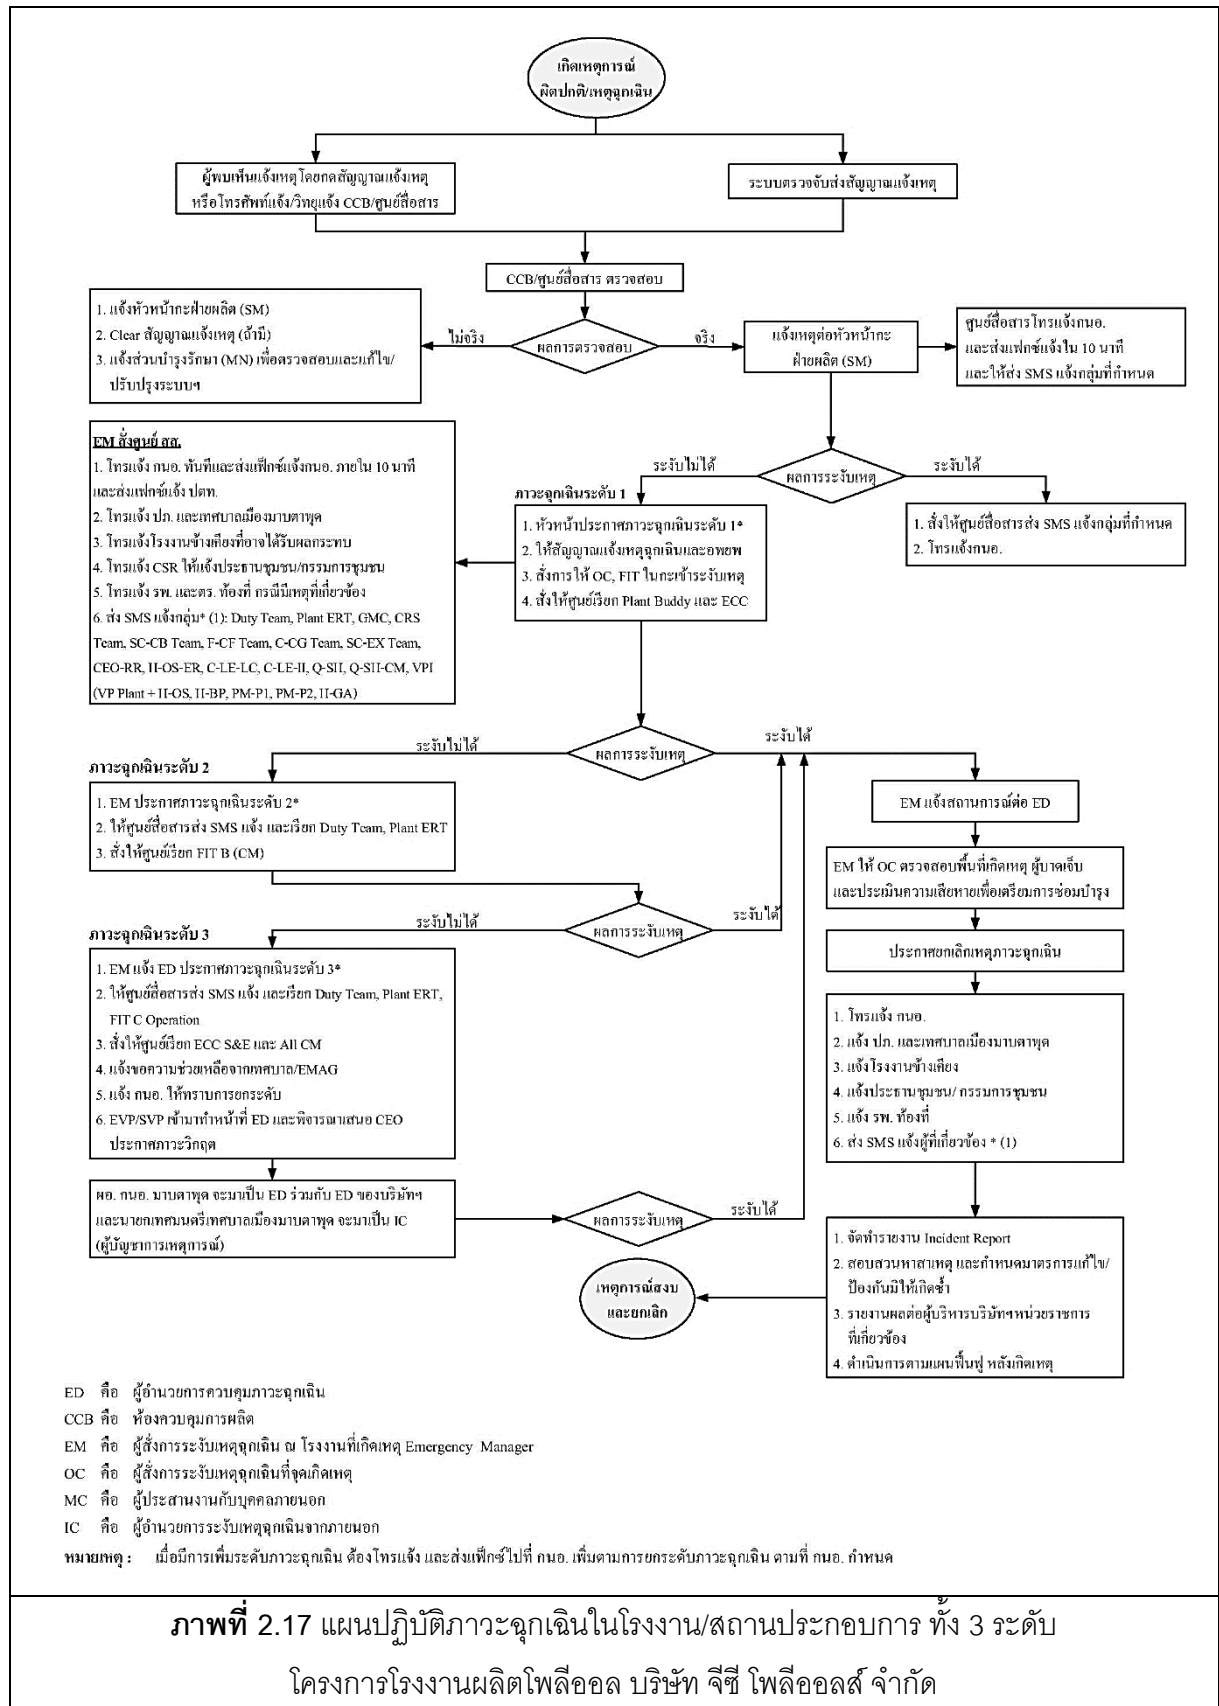 เกิดเหตุการณ์
ผิดปกติ/เหตุฉุกเฉิน
ผู้พบเห็นแจ้งเหตุ โดยกดสัญญาณแจ้งเหตุ
หรือโทรศัพท์แจ้ง/วิทยุแจ้ง CCB/ศูนย์สื่อสาร
ระบบตรวจจับส่งสัญญาณแจ้งเหตุ
CCB/ศูนย์สื่อสาร ตรวจสอบ
1. แจ้งหัวหน้ากะฝ่ายผลิต (SM)
2. Clear สัญญาณแจ้งเหตุ (ถ้ามี)
3. แจ้งส่วนบำรุงรักษา (MN) เพื่อตรวจสอบและแก้ไข/
ปรับปรุงระบบฯ
ไม่จริง
ผลการตรวจสอบ
จริง
แจ้งเหตุต่อหัวหน้ากะ
ฝ่ายผลิต (SM)
ศูนย์สื่อสารโทรแจ้งกนอ.
และส่งแฟกซ์แจ้งใน 10 นาที
และให้ส่ง SMS แจ้งกลุ่มที่กำหนด
ระงับไม่ได้
ผลการระงับเหตุ
ระงับได้
1. สั่งให้ศูนย์สื่อสารส่ง SMS แจ้งกลุ่มที่กำหนด
2. โทรแจ้งกนอ.
EM สั่งศูนย์ สส.
1. โทรแจ้ง กนอ. ทันทีและส่งแฟ็กซ์แจ้งกนอ. ภายใน 10 นาที
และส่งแฟกซ์แจ้ง ปตท.
2. โทรแจ้ง ปภ. และเทศบาลเมืองมาบตาพุด
3. โทรแจ้งโรงงานข้างเคียงที่อาจได้รับผลกระทบ
4. โทรแจ้ง CSR ให้แจ้งประธานชุมชน/กรรมการชุมชน
5. โทรแจ้ง รพ. และตร. ท้องที่ กรณีมีเหตุที่เกี่ยวข้อง
6. ส่ง SMS แจ้งกลุ่ม* (1): Duty Team, Plant ERT, GMC, CRS
Team, SC-CB Team, F-CF Team, C-CG Team, SC-EX Team,
CEO-RR, H-OS-ER, C-LE-LC, C-LE-H, Q-SH, Q-SH-CM, VPI
(VP Plant + H-OS, H-BP, PM-P1, PM-P2, H-GA)
ภาวะฉุกเฉินระดับ 1
1. หัวหน้าประกาศภาวะฉุกเฉินระดับ 1*
2. ให้สัญญาณแจ้งเหตุฉุกเฉินและอพยพ
3. สั่งการให้ OC, FIT ในกะเข้าระงับเหตุ
4. สั่งให้ศูนย์เรียก Plant Buddy และ ECC
ระงับไม่ได้
ผลการระงับเหตุ
ระงับได้
ภาวะฉุกเฉินระดับ 2
1. EM ประกาศภาวะฉุกเฉินระดับ 2*
2. ให้ศูนย์สื่อสารส่ง SMS แจ้ง และเรียก Duty Team, Plant ERT
3. สั่งให้ศูนย์เรียก FIT B (CM)
ระงับไม่ได้
ผลการระงับเหตุ
ระงับได้
ภาวะฉุกเฉินระดับ 3
1. EM แจ้ง ED ประกาศภาวะฉุกเฉินระดับ 3*
2. ให้ศูนย์สื่อสารส่ง SMS แจ้ง และเรียก Duty Team, Plant ERT,
FIT C Operation
3. สั่งให้ศูนย์เรียก ECC S&E และ All CM
4. แจ้งขอความช่วยเหลือจากเทศบาล/EMAG
5. แจ้ง กนอ. ให้ทราบการยกระดับ
6. EVP/SVP เข้ามาทำหน้าที่ ED และพิจารณาเสนอ CEO
ประกาศภาวะวิกฤต
ผอ. กนอ. มาบตาพุด จะมาเป็น ED ร่วมกับ ED ของบริษัทฯ
และนายกเทศมนตรีเทศบาลเมืองมาบตาพุด จะมาเป็น IC
(ผู้บัญชาการเหตุการณ์)
ผลการระงับเหตุ
ระงับได้
EM แจ้งสถานการณ์ต่อ ED
EM ให้ OC ตรวจสอบพื้นที่เกิดเหตุ ผู้บาดเจ็บ
และประเมินความเสียหายเพื่อเตรียมการซ่อมบำรุง
ประกาศยกเลิกเหตุภาวะฉุกเฉิน
1. โทรแจ้ง กนอ.
2. แจ้ง ปภ. และเทศบาลเมืองมาบตาพุด
3. แจ้งโรงงานข้างเคียง
4. แจ้งประธานชุมชน/ กรรมการชุมชน
5. แจ้ง รพ. ท้องที่
6. ส่ง SMS แจ้งผู้ที่เกี่ยวข้อง * (1)
1. จัดทำรายงาน Incident Report
2. สอบสวนหาสาเหตุ และกำหนดมาตรการแก้ไข/
ป้องกันมิให้เกิดซ้ำ
3. รายงานผลต่อผู้บริหารบริษัทฯหน่วยราชการ
ที่เกี่ยวข้อง
4. ดำเนินการตามแผนฟื้นฟู หลังเกิดเหตุ
เหตุการณ์สงบ
และยกเลิก
ED คือ ผู้อำนวยการควบคุมภาวะฉุกเฉิน
CCB คือ ห้องควบคุมการผลิต
EM คือ ผู้สั่งการระงับเหตุฉุกเฉิน ณ โรงงานที่เกิดเหตุ Emergency Manager
OC คือ ผู้สั่งการระงับเหตุฉุกเฉินที่จุดเกิดเหตุ
MC คือ ผู้ประสานงานกับบุคคลภายนอก
IC คือ ผู้อำนวยการระงับเหตุฉุกเฉินจากภายนอก
หมายเหตุ : เมื่อมีการเพิ่มระดับภาวะฉุกเฉิน ต้องโทรแจ้ง และส่งแฟ็กซ์ไปที่ กนอ. เพิ่มตามการยกระดับภาวะฉุกเฉิน ตามที่ กนอ. กำหนด
ภาพที่ 2.17 แผนปฏิบัติภาวะฉุกเฉินในโรงงาน/สถานประกอบการ ทั้ง 3 ระดับ
โครงการโรงงานผลิตโพลีออล บริษัท จีซี โพลีออลส์ จำกัด